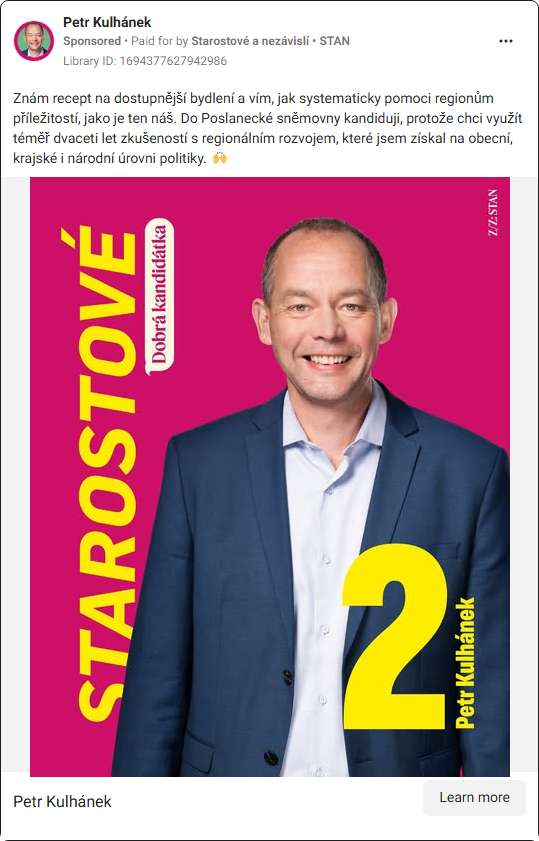 Petr Kulhánek
Sponsored • Paid for by Starostové a nezávislí • STAN
Library ID: 1694377627942986
Znám recept na dostupnější bydlení a vím, jak systematicky pomoci regionům
příležitostí, jako je ten náš. Do Poslanecké sněmovny kandiduji, protože chci využít
téměř dvaceti let zkušeností s regionálním rozvojem, které jsem získal na obecní,
krajské i národní úrovni politiky. 🙌
STAROSTOVÉ
Dobrá kandidátka
Z/Z:STAN
2
Petr Kulhánek
Petr Kulhánek
Learn more